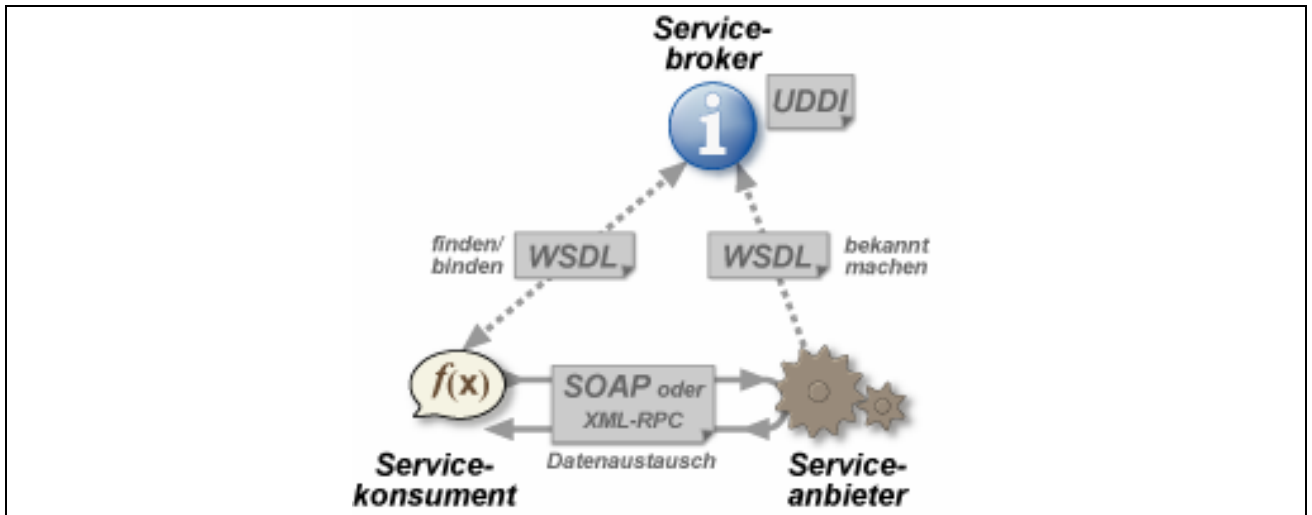 Service-
broker
UDDI
finden/
binden
WSDL
WSDL
bekannt
machen
f(x)
SOAP oder
XML-RPC
Datenaustausch
Service-
konsument
Service-
anbieter